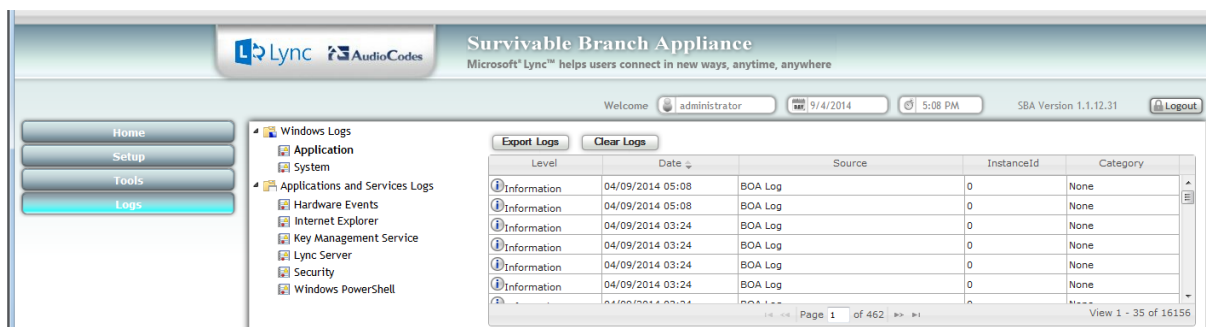 Lync AudioCodes
Survivable Branch Appliance
Microsoft® Lync™ helps users connect in new ways, anytime, anywhere
Welcome administrator 9/4/2014 5:08 PM SBA Version 1.1.12.31 Logout
Home
Setup
Tools
Logs
Windows Logs
Application
System
Applications and Services Logs
Hardware Events
Internet Explorer
Key Management Service
Lync Server
Security
Windows PowerShell
Export Logs Clear Logs
Level Date Source InstanceId Category
Information 04/09/2014 05:08 BOA Log 0 None
Information 04/09/2014 05:08 BOA Log 0 None
Information 04/09/2014 03:24 BOA Log 0 None
Information 04/09/2014 03:24 BOA Log 0 None
Information 04/09/2014 03:24 BOA Log 0 None
Information 04/09/2014 03:24 BOA Log 0 None
Page 1 of 462 View 1 - 35 of 16156